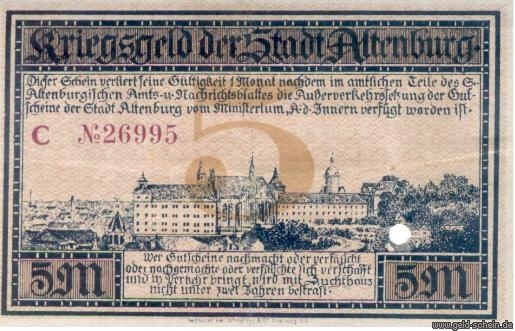 Kriegsgeld der Stadt Altenburg.
Dieser Schein verliert seine Gültigkeit 1 Monat nachdem im amtlichen Teile des S-
Altenburgischen Amts-u-Nachrichtsblattes die Außerverkehrssetzung der Gut-
scheine der Stadt Altenburg vom Ministerium, A·d·Innern verfügt worden ist.
5
C №26995
Wer Gutscheine nachmacht oder verfälscht
oder nachgemachte oder verfälschte sich verschafft
und in Verkehr bringt, wird mit Zuchthaus
nicht unter zwei Jahren bestraft.
5M 5M
www.geld-schein.de